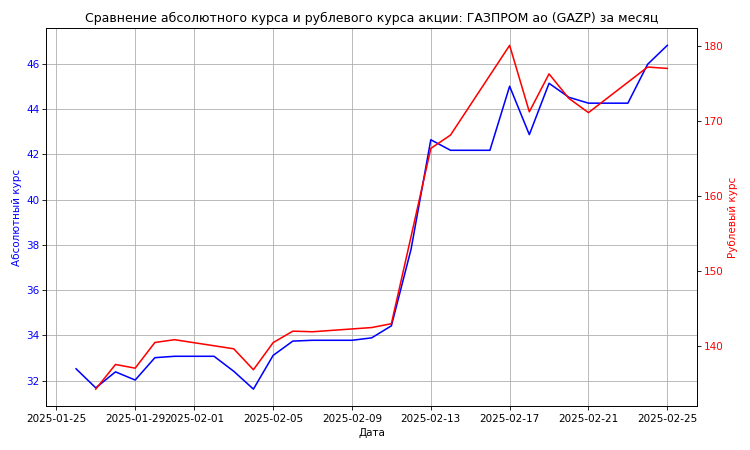 Сравнение абсолютного курса и рублевого курса акции: ГАЗПРОМ ао (GAZP) за месяц
Абсолютный курс
46
44
42
40
38
36
34
32
180
170
160
150
140
Рублевый курс
2025-01-25 2025-01-29 2025-02-01 2025-02-05 2025-02-09 2025-02-13 2025-02-17 2025-02-21 2025-02-25
Дата